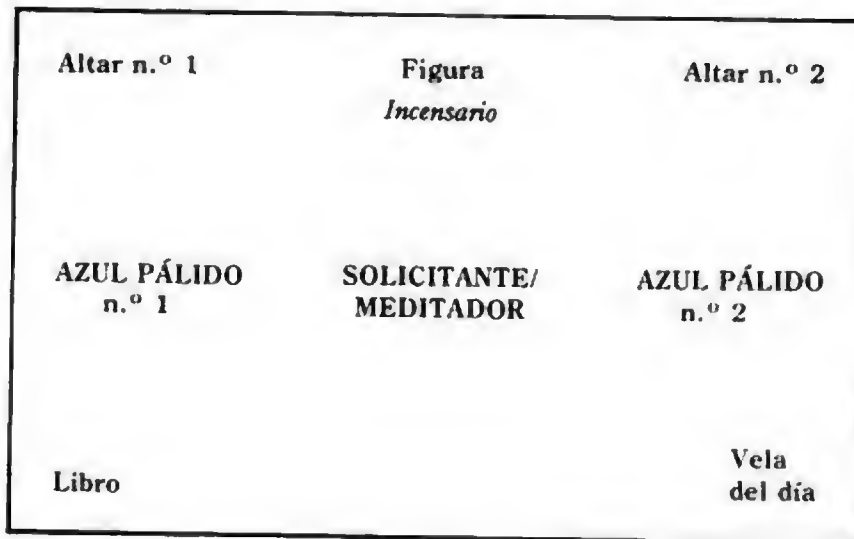 Altar n.º 1
Figura
Altar n.º 2
Incensario
AZUL PÁLIDO
n.º 1
SOLICITANTE/
MEDITADOR
AZUL PÁLIDO
n.º 2
Libro
Vela
del día